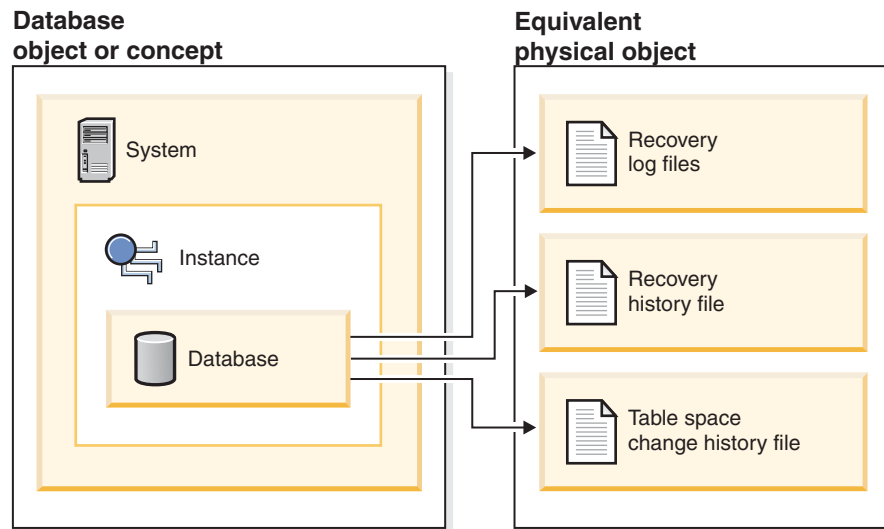 Database
object or concept
Equivalent
physical object
System
Instance
Database
Recovery
log files
Recovery
history file
Table space
change history file